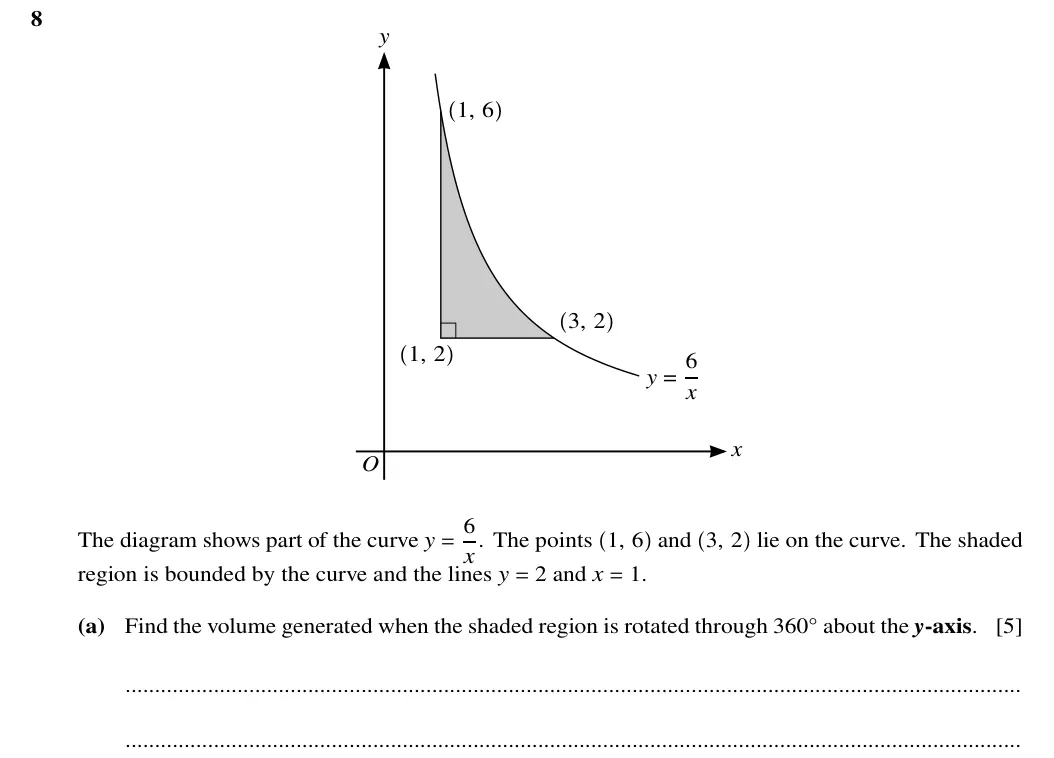 8
y
(1, 6)
(3, 2)
(1, 2)
y = 6/x
x
O
The diagram shows part of the curve y = 6/x. The points (1, 6) and (3, 2) lie on the curve. The shaded
region is bounded by the curve and the lines y = 2 and x = 1.
(a) Find the volume generated when the shaded region is rotated through 360° about the y-axis. [5]